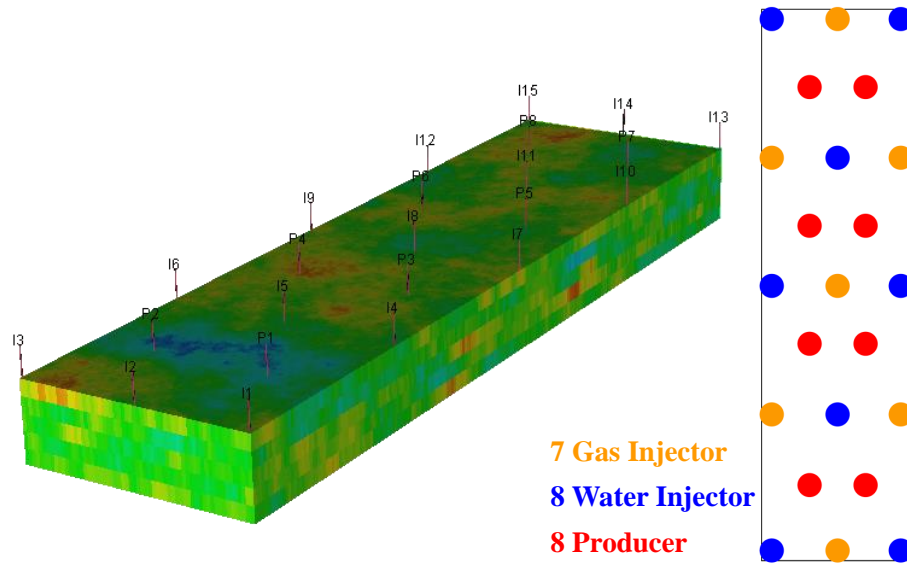 I15
I14
I13
P8
P7
I12
I11
I10
P6
P5
I9
I8
P4
I7
P3
I6
I5
I4
P2
P1
I3
I2
I1
7 Gas Injector
8 Water Injector
8 Producer